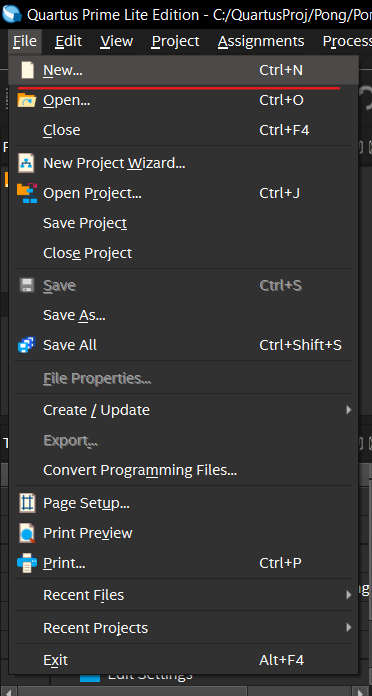 Quartus Prime Lite Edition - C:/QuartusProj/Pong/Pon
File Edit View Project Assignments Process
New... Ctrl+N
Open... Ctrl+O
Close Ctrl+F4
New Project Wizard...
Open Project... Ctrl+J
Save Project
Close Project
Save Ctrl+S
Save As...
Save All Ctrl+Shift+S
File Properties...
Create / Update
Export...
Convert Programming Files...
Page Setup...
Print Preview
Print... Ctrl+P
Recent Files
Recent Projects
Exit Alt+F4
Edit Settings